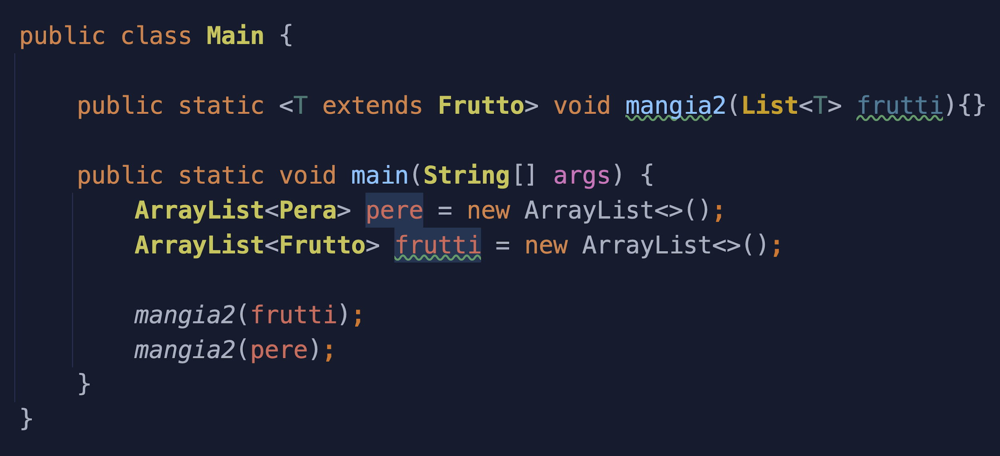 public class Main {
public static <T extends Frutto> void mangia2(List<T> frutti){}
public static void main(String[] args) {
ArrayList<Pera> pere = new ArrayList<>();
ArrayList<Frutto> frutti = new ArrayList<>();
mangia2(frutti);
mangia2(pere);
}
}